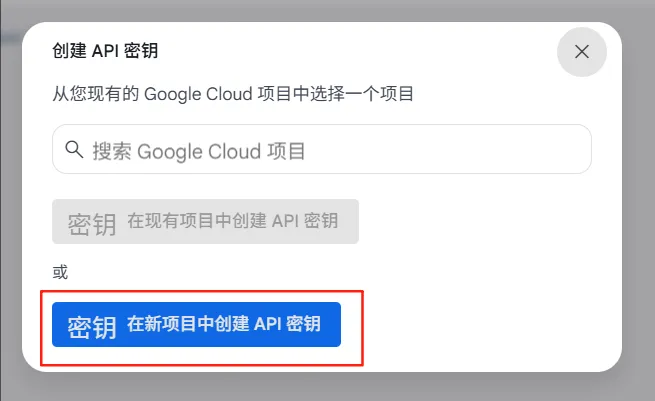 创建 API 密钥
从您现有的 Google Cloud 项目中选择一个项目
搜索 Google Cloud 项目
密钥 在现有项目中创建 API 密钥
或
密钥 在新项目中创建 API 密钥